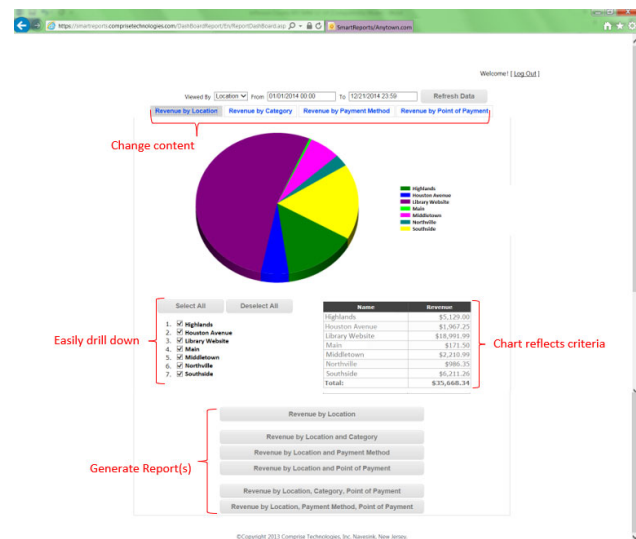 https://smartreports.comprisetechnologies.com/DashBoardReport/En/ReportDashBoard.asp
SmartReports/Anytown.com
Welcome! [ Log Out ]
Viewed By Location From 01/01/2014 00:00 To 12/21/2014 23:59 Refresh Data
Revenue by Location Revenue by Category Revenue by Payment Method Revenue by Point of Payment
Change content
Highlands
Houston Avenue
Library Website
Main
Middletown
Northville
Southside
Select All Deselect All
Easily drill down
1. Highlands
2. Houston Avenue
3. Library Website
4. Main
5. Middletown
6. Northville
7. Southside
Name Revenue
Highlands $5,129.00
Houston Avenue $1,967.25
Library Website $18,991.99
Main $171.50
Middletown $2,210.99
Northville $986.35
Southside $6,211.26
Total: $35,668.34
Chart reflects criteria
Generate Report(s)
Revenue by Location
Revenue by Location and Category
Revenue by Location and Payment Method
Revenue by Location and Point of Payment
Revenue by Location, Category, Point of Payment
Revenue by Location, Payment Method, Point of Payment
©Copyright 2013 Comprise Technologies, Inc. Navesink, New Jersey.